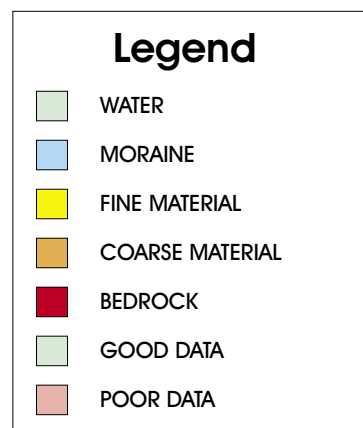 Legend
WATER
MORAINE
FINE MATERIAL
COARSE MATERIAL
BEDROCK
GOOD DATA
POOR DATA